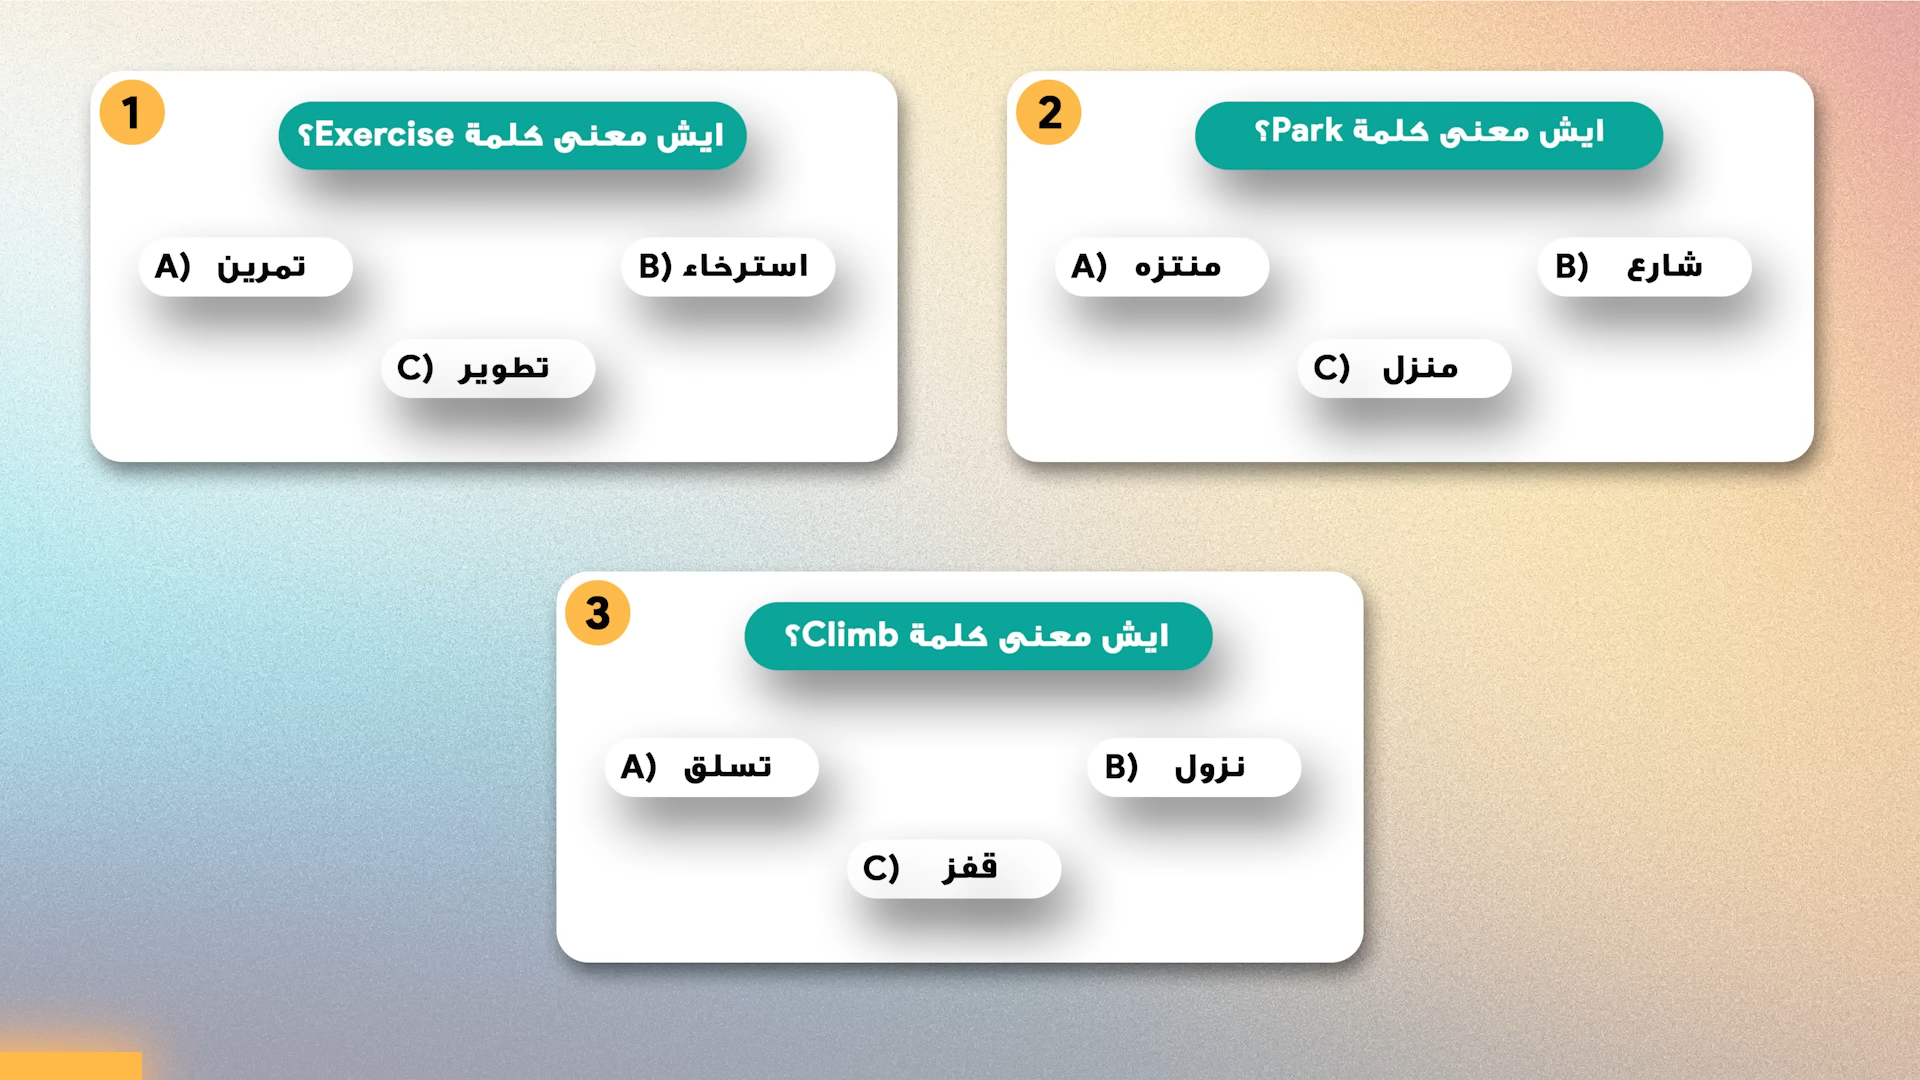 1
ايش معنى كلمة Exercise؟
A) تمرين
B) استرخاء
C) تطوير
2
ايش معنى كلمة Park؟
A) منتزه
B) شارع
C) منزل
3
ايش معنى كلمة Climb؟
A) تسلق
B) نزول
C) قفز